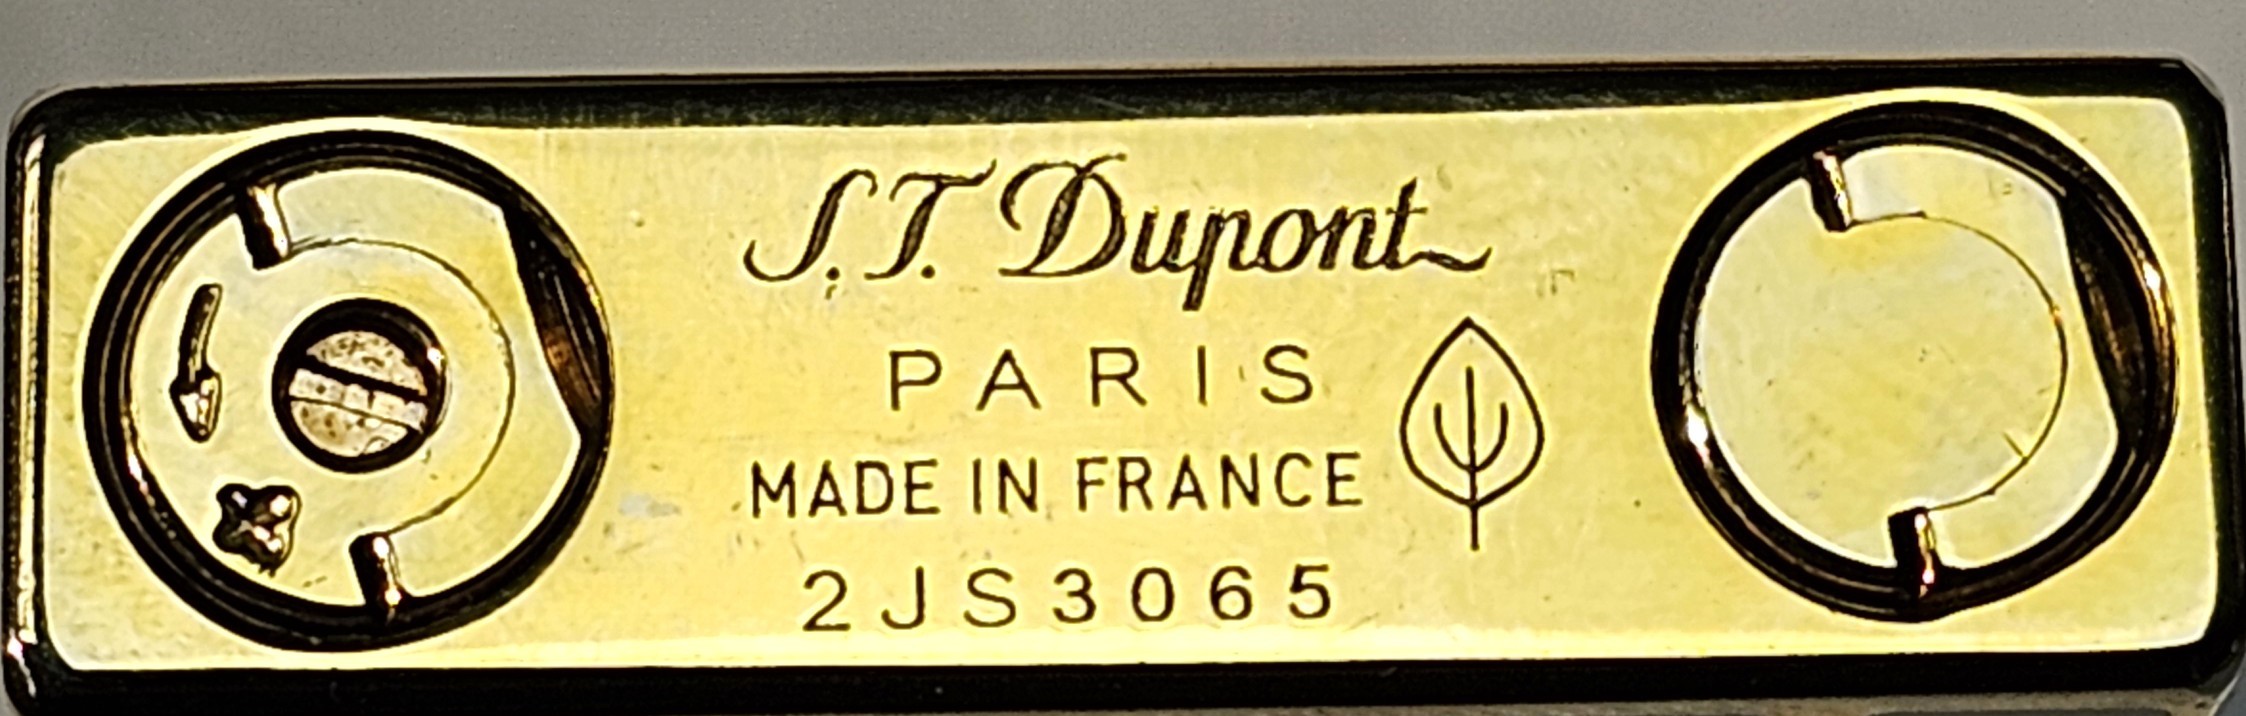 S.T. Dupont
PARIS
MADE IN FRANCE
2JS3065